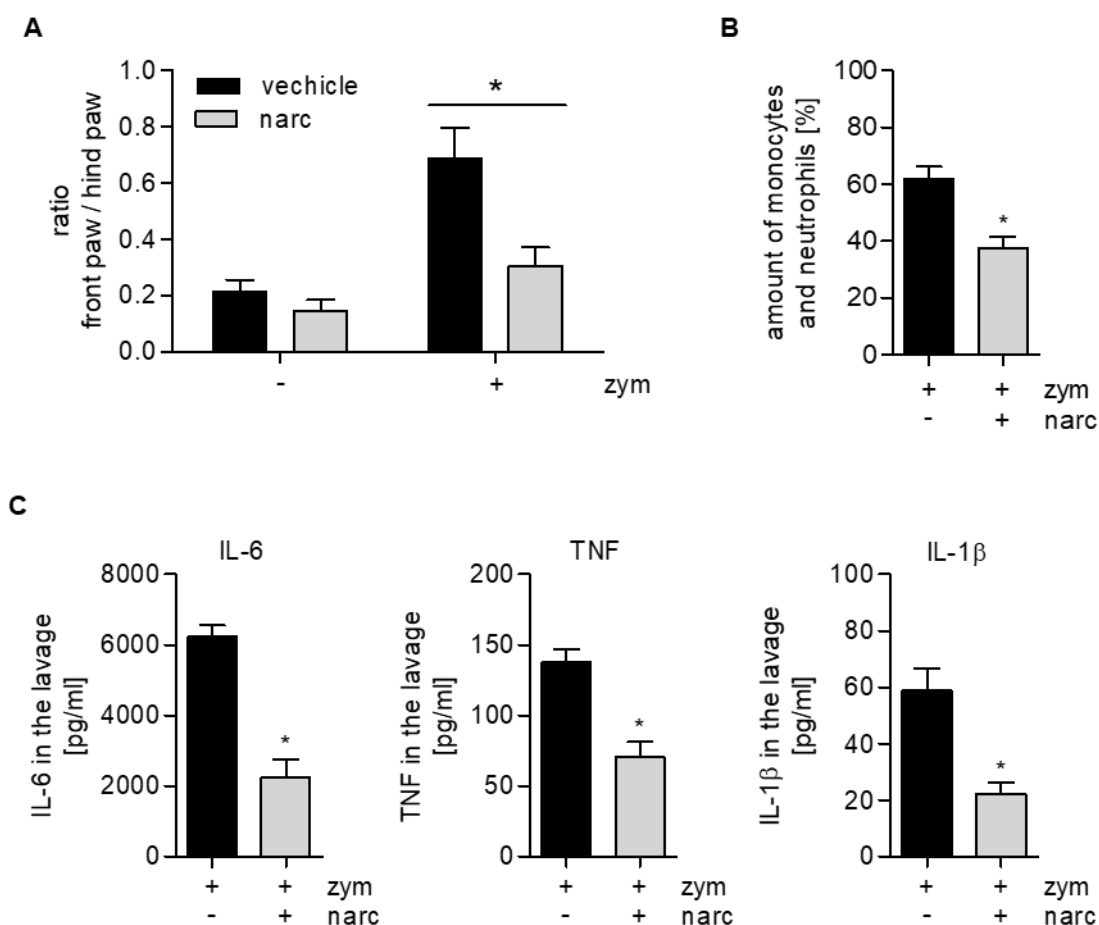 A
ratio
front paw / hind paw
1.0
0.8
0.6
0.4
0.2
0.0
vechicle
narc
*
- + zym
B
amount of monocytes
and neutrophils [%]
100
80
60
40
20
0
*
+ + zym
- + narc
C
IL-6
IL-6 in the lavage
[pg/ml]
8000
6000
4000
2000
0
*
+ + zym
- + narc
TNF
TNF in the lavage
[pg/ml]
200
150
100
50
0
*
+ + zym
- + narc
IL-1β
IL-1β in the lavage
[pg/ml]
100
80
60
40
20
0
*
+ + zym
- + narc